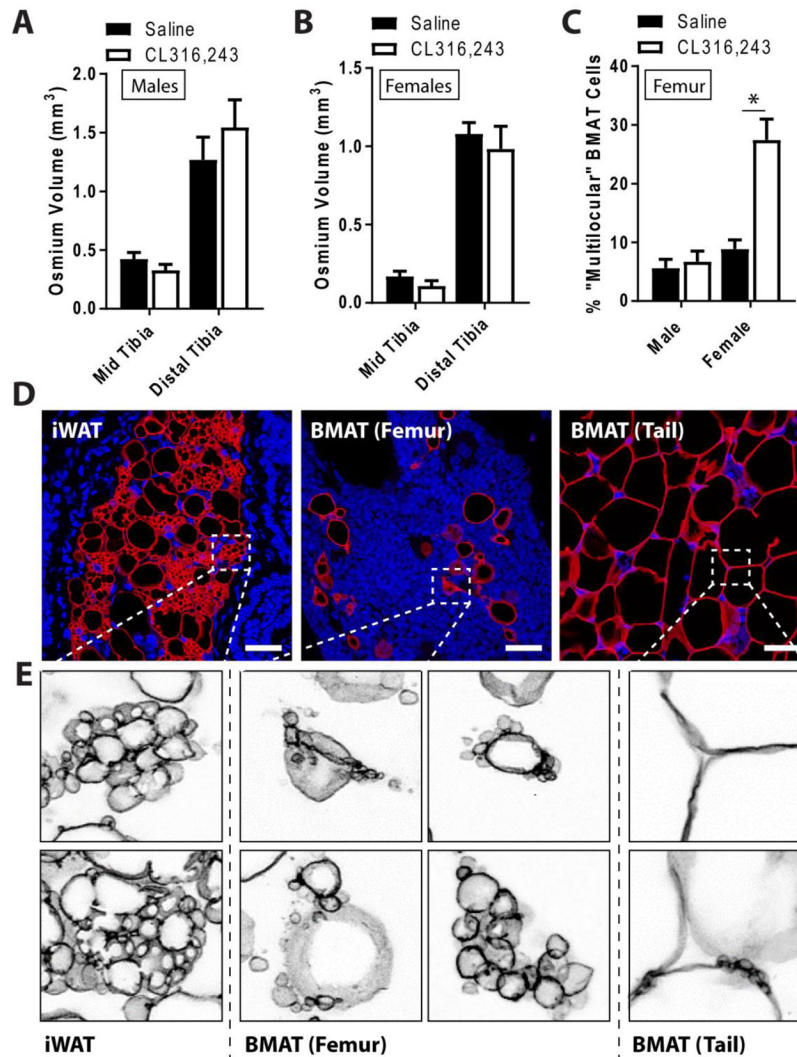 A
Saline
CL316,243
Males
Osmium Volume (mm³)
2.0
1.5
1.0
0.5
0.0
Mid Tibia
Distal Tibia
B
Saline
CL316,243
Females
Osmium Volume (mm³)
1.5
1.0
0.5
0.0
Mid Tibia
Distal Tibia
C
Saline
CL316,243
Femur
% "Multilocular" BMAT Cells
40
30
20
10
0
*
Male
Female
D
iWAT
BMAT (Femur)
BMAT (Tail)
E
iWAT
BMAT (Femur)
BMAT (Tail)